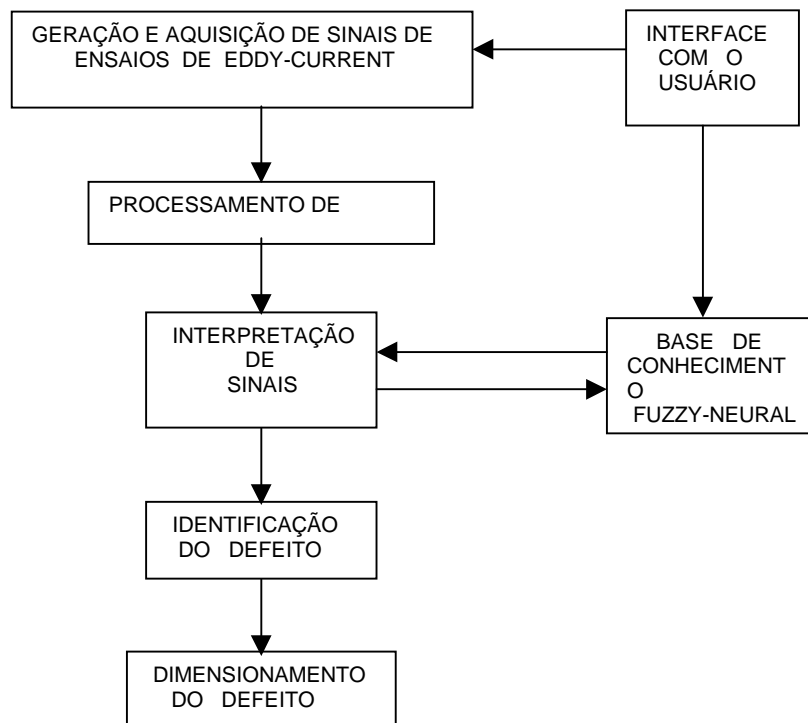 GERAÇÃO E AQUISIÇÃO DE SINAIS DE
ENSAIOS DE EDDY-CURRENT
INTERFACE
COM O
USUÁRIO
PROCESSAMENTO DE
INTERPRETAÇÃO
DE
SINAIS
BASE DE
CONHECIMENT
O
FUZZY-NEURAL
IDENTIFICAÇÃO
DO DEFEITO
DIMENSIONAMENTO
DO DEFEITO